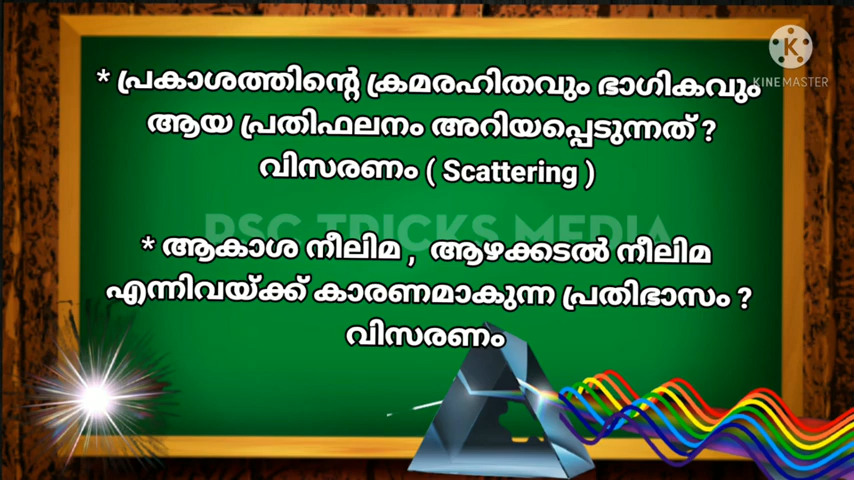 * പ്രകാശത്തിന്റെ ക്രമരഹിതവും ഭാഗികവും
ആയ പ്രതിഫലനം അറിയപ്പെടുന്നത് ?
വിസരണം ( Scattering )
PSC TRICKS MEDIA
* ആകാശ നീലിമ , ആഴക്കടൽ നീലിമ
എന്നിവയ്ക്ക് കാരണമാകുന്ന പ്രതിഭാസം ?
വിസരണം
K
KINEMASTER